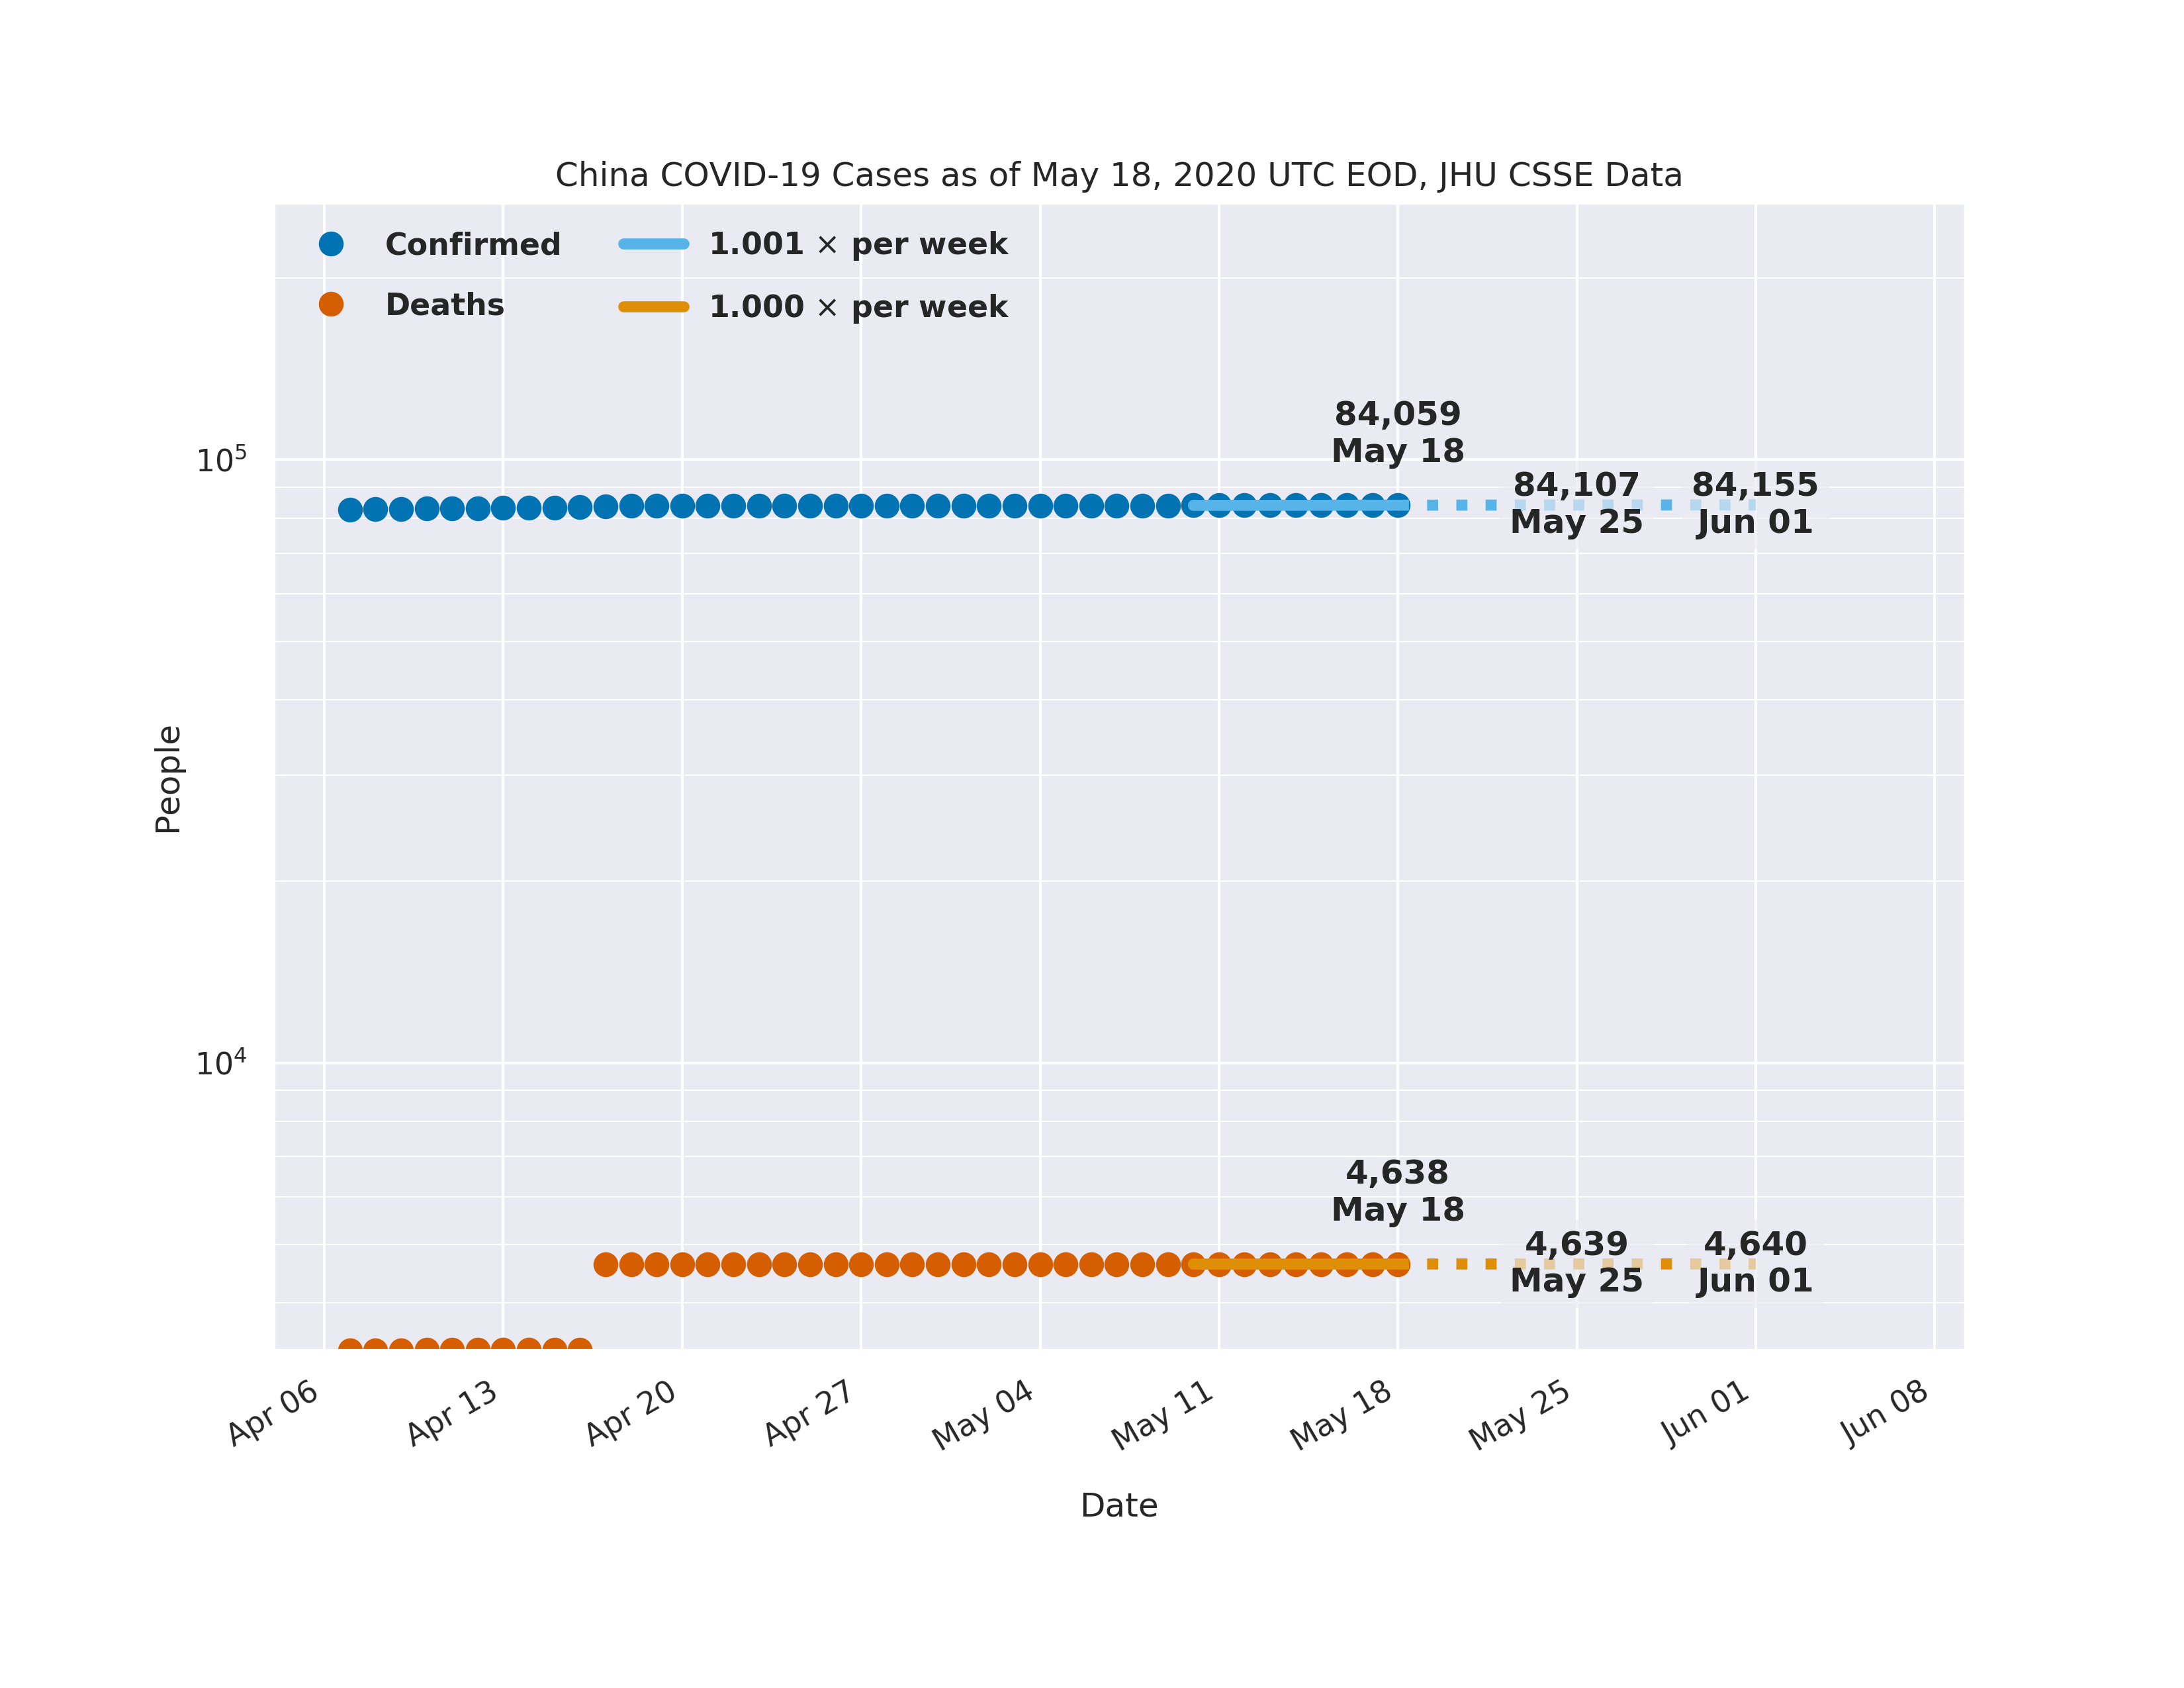 China COVID-19 Cases as of May 18, 2020 UTC EOD, JHU CSSE Data
Confirmed
Deaths
1.001 × per week
1.000 × per week
84,059
May 18
84,107
May 25
84,155
Jun 01
4,638
May 18
4,639
May 25
4,640
Jun 01
10⁵
10⁴
People
Apr 06
Apr 13
Apr 20
Apr 27
May 04
May 11
May 18
May 25
Jun 01
Jun 08
Date